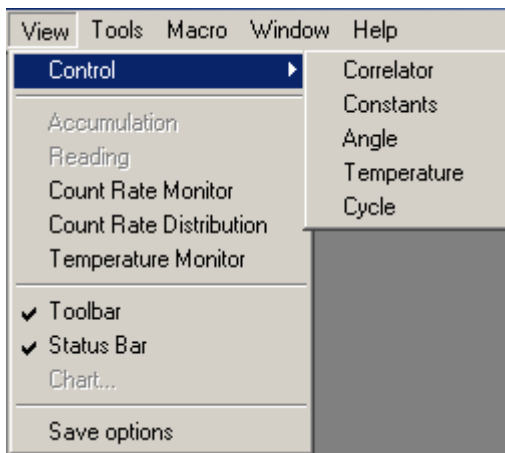 View Tools Macro Window Help
Control
Accumulation
Reading
Count Rate Monitor
Count Rate Distribution
Temperature Monitor
Toolbar
Status Bar
Chart...
Save options
Correlator
Constants
Angle
Temperature
Cycle